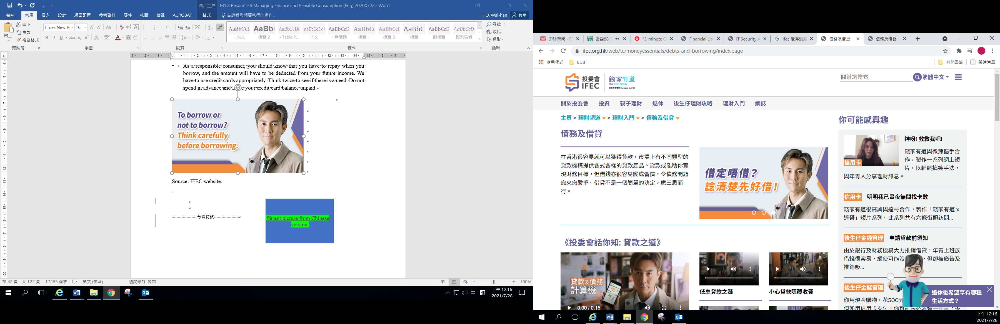 圖片工具
M1.3 Resource 9 Managing Finance and Sensible Consumption (Eng) 20200723 - Word
檔案 常用 插入 設計 版面配置 參考資料 郵件 校閱 檢視 ACROBAT 格式 告訴我您想要執行的動作... HO, Wai-han 共用
貼上 剪下
複製
複製格式
Times New R 16
AaBbCcI AaBb AaBbCcDc AaBbCcDdI AaBbCcD AaBbCc AaBbCcI AaBbC AaBbCcD AaBbCcD
內文 標題 2 Table P... 本文 無間距 標題 1 標題 3 標題 副標題 區別強調
尋找
取代
選取
剪貼簿 字型 段落 樣式 編輯
• As a responsible consumer, you should know that you have to repay when you
borrow, and the amount will have to be deducted from your future income. We
have to use credit cards appropriately. Think twice to see if there is a need. Do not
spend in advance and le e your credit card balance unpaid.
To borrow or
not to borrow?
Think carefully
before borrowing.
Source: IFEC website
分頁符號
fferent picture from Chinese
version.
第 42 頁，共 122 頁 17263 個字 英文 (美國) 追蹤修訂: 關閉 100%
中 速
下午 12:16
2021/7/28
即時新聞 - R 雷霆881 "3-minute C Financial Lit IT Security A ifec 還得到至 債務及借貸 債務及借貸
ifec.org.hk/web/tc/moneyessentials/debts-and-borrowing/index.page
r
應用程式 EDB 其他書籤 閱讀清單
投委會
IFEC
錢家有道
the Chin family
由投委會管理 Managed by IFEC
關鍵詞搜索 繁體中文
關於投委會 投資 親子理財 退休 後生仔理財攻略 理財入門 網誌
主頁 > 理財頻道 > 理財入門 > 債務及借貸
債務及借貸
在香港很容易就可以獲得貸款，市場上有不同類型的
貸款機構提供各式各樣的貸款產品。貸款或能助你實
現財務目標，但借錢亦很容易變成習慣，令債務問題
愈來愈嚴重。借貸不是一個簡單的決定，應三思而
行。
借定唔借？
諗清楚先好借！
《投委會話你知: 貸款之道》
貸款及債務
計算機
0:00 / 0:15
低息貸款之謎
小心貸款隱藏收費
你可能感興趣
信用卡
神呀! 救救我吧!
錢家有道與微辣攜手合
作，製作一系列網上短
片，以輕鬆搞笑手法，
與年青人分享理財訊息。
信用卡 明明我已晝夜無間找卡數
錢家有道很高興與達哥合作，製作「錢家有道 x
達哥」短片系列。此系列共有六條街頭訪問...
後生仔金錢管理 申請貸款前須知
由於銀行及財務機構大力推銷借貸，年青上班族
借錢很容易，縱使可能沒 ，但卻被廣告及
推銷吸...
後生仔金錢管理
你用現金購物，花500元
但如用信用卡支付，你可能未必清楚一共買了多
退休後希望享有哪種
生活方式？
下午 12:16
2021/7/28